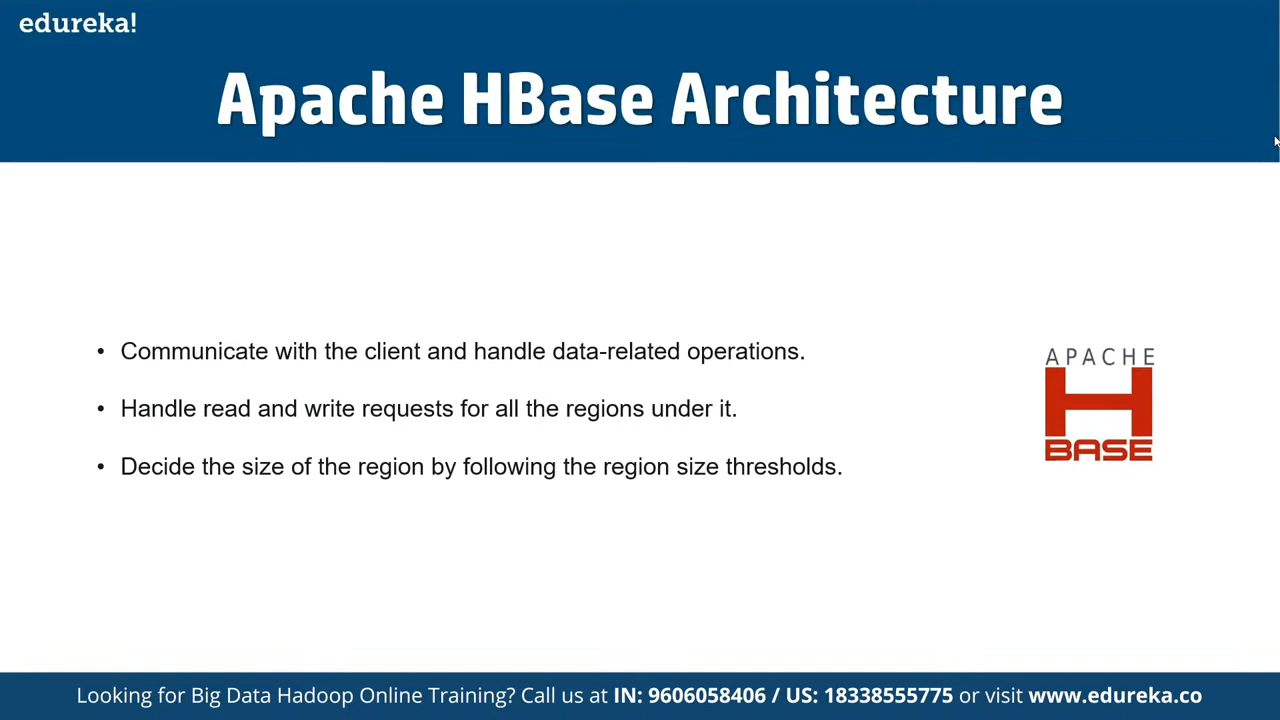 edureka!
Apache HBase Architecture
• Communicate with the client and handle data-related operations.
• Handle read and write requests for all the regions under it.
• Decide the size of the region by following the region size thresholds.
APACHE
H
BASE
Looking for Big Data Hadoop Online Training? Call us at IN: 9606058406 / US: 18338555775 or visit www.edureka.co